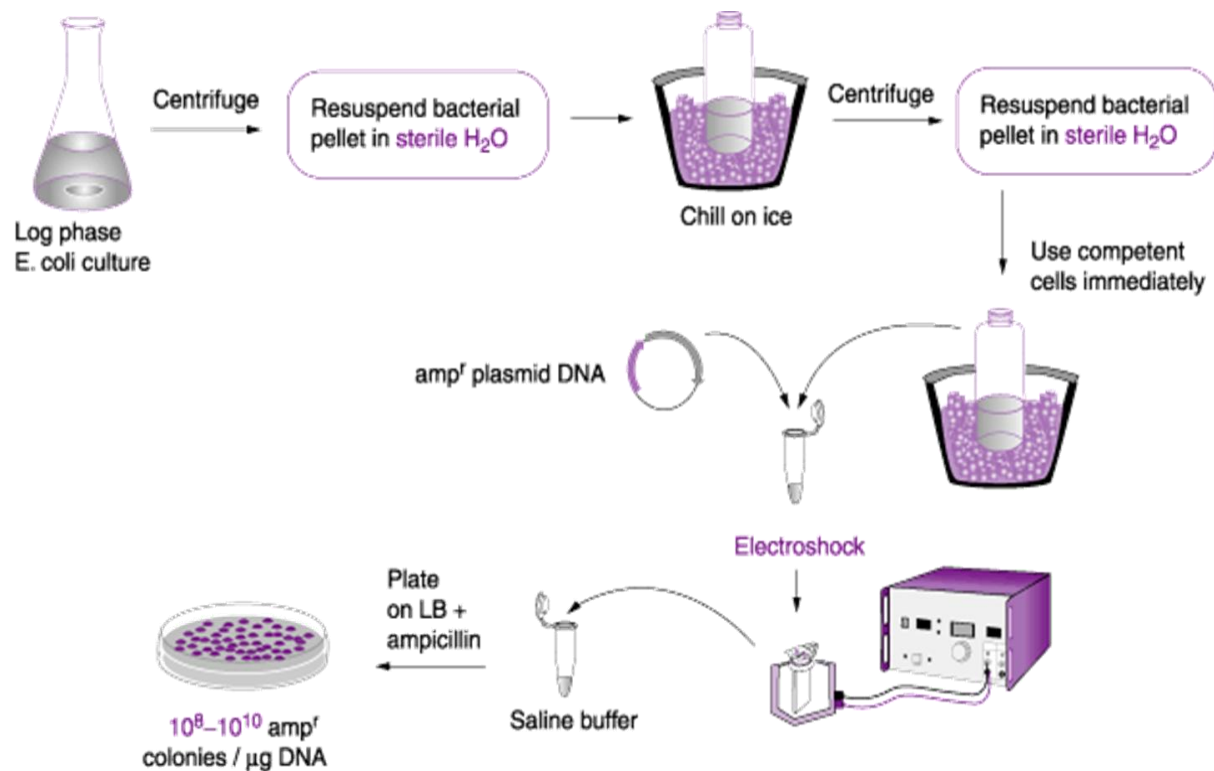 Centrifuge
Resuspend bacterial
pellet in sterile H₂O
Centrifuge
Resuspend bacterial
pellet in sterile H₂O
Log phase
E. coli culture
Chill on ice
Use competent
cells immediately
ampʳ plasmid DNA
Electroshock
Plate
on LB +
ampicillin
Saline buffer
10⁸–10¹⁰ ampʳ
colonies / μg DNA